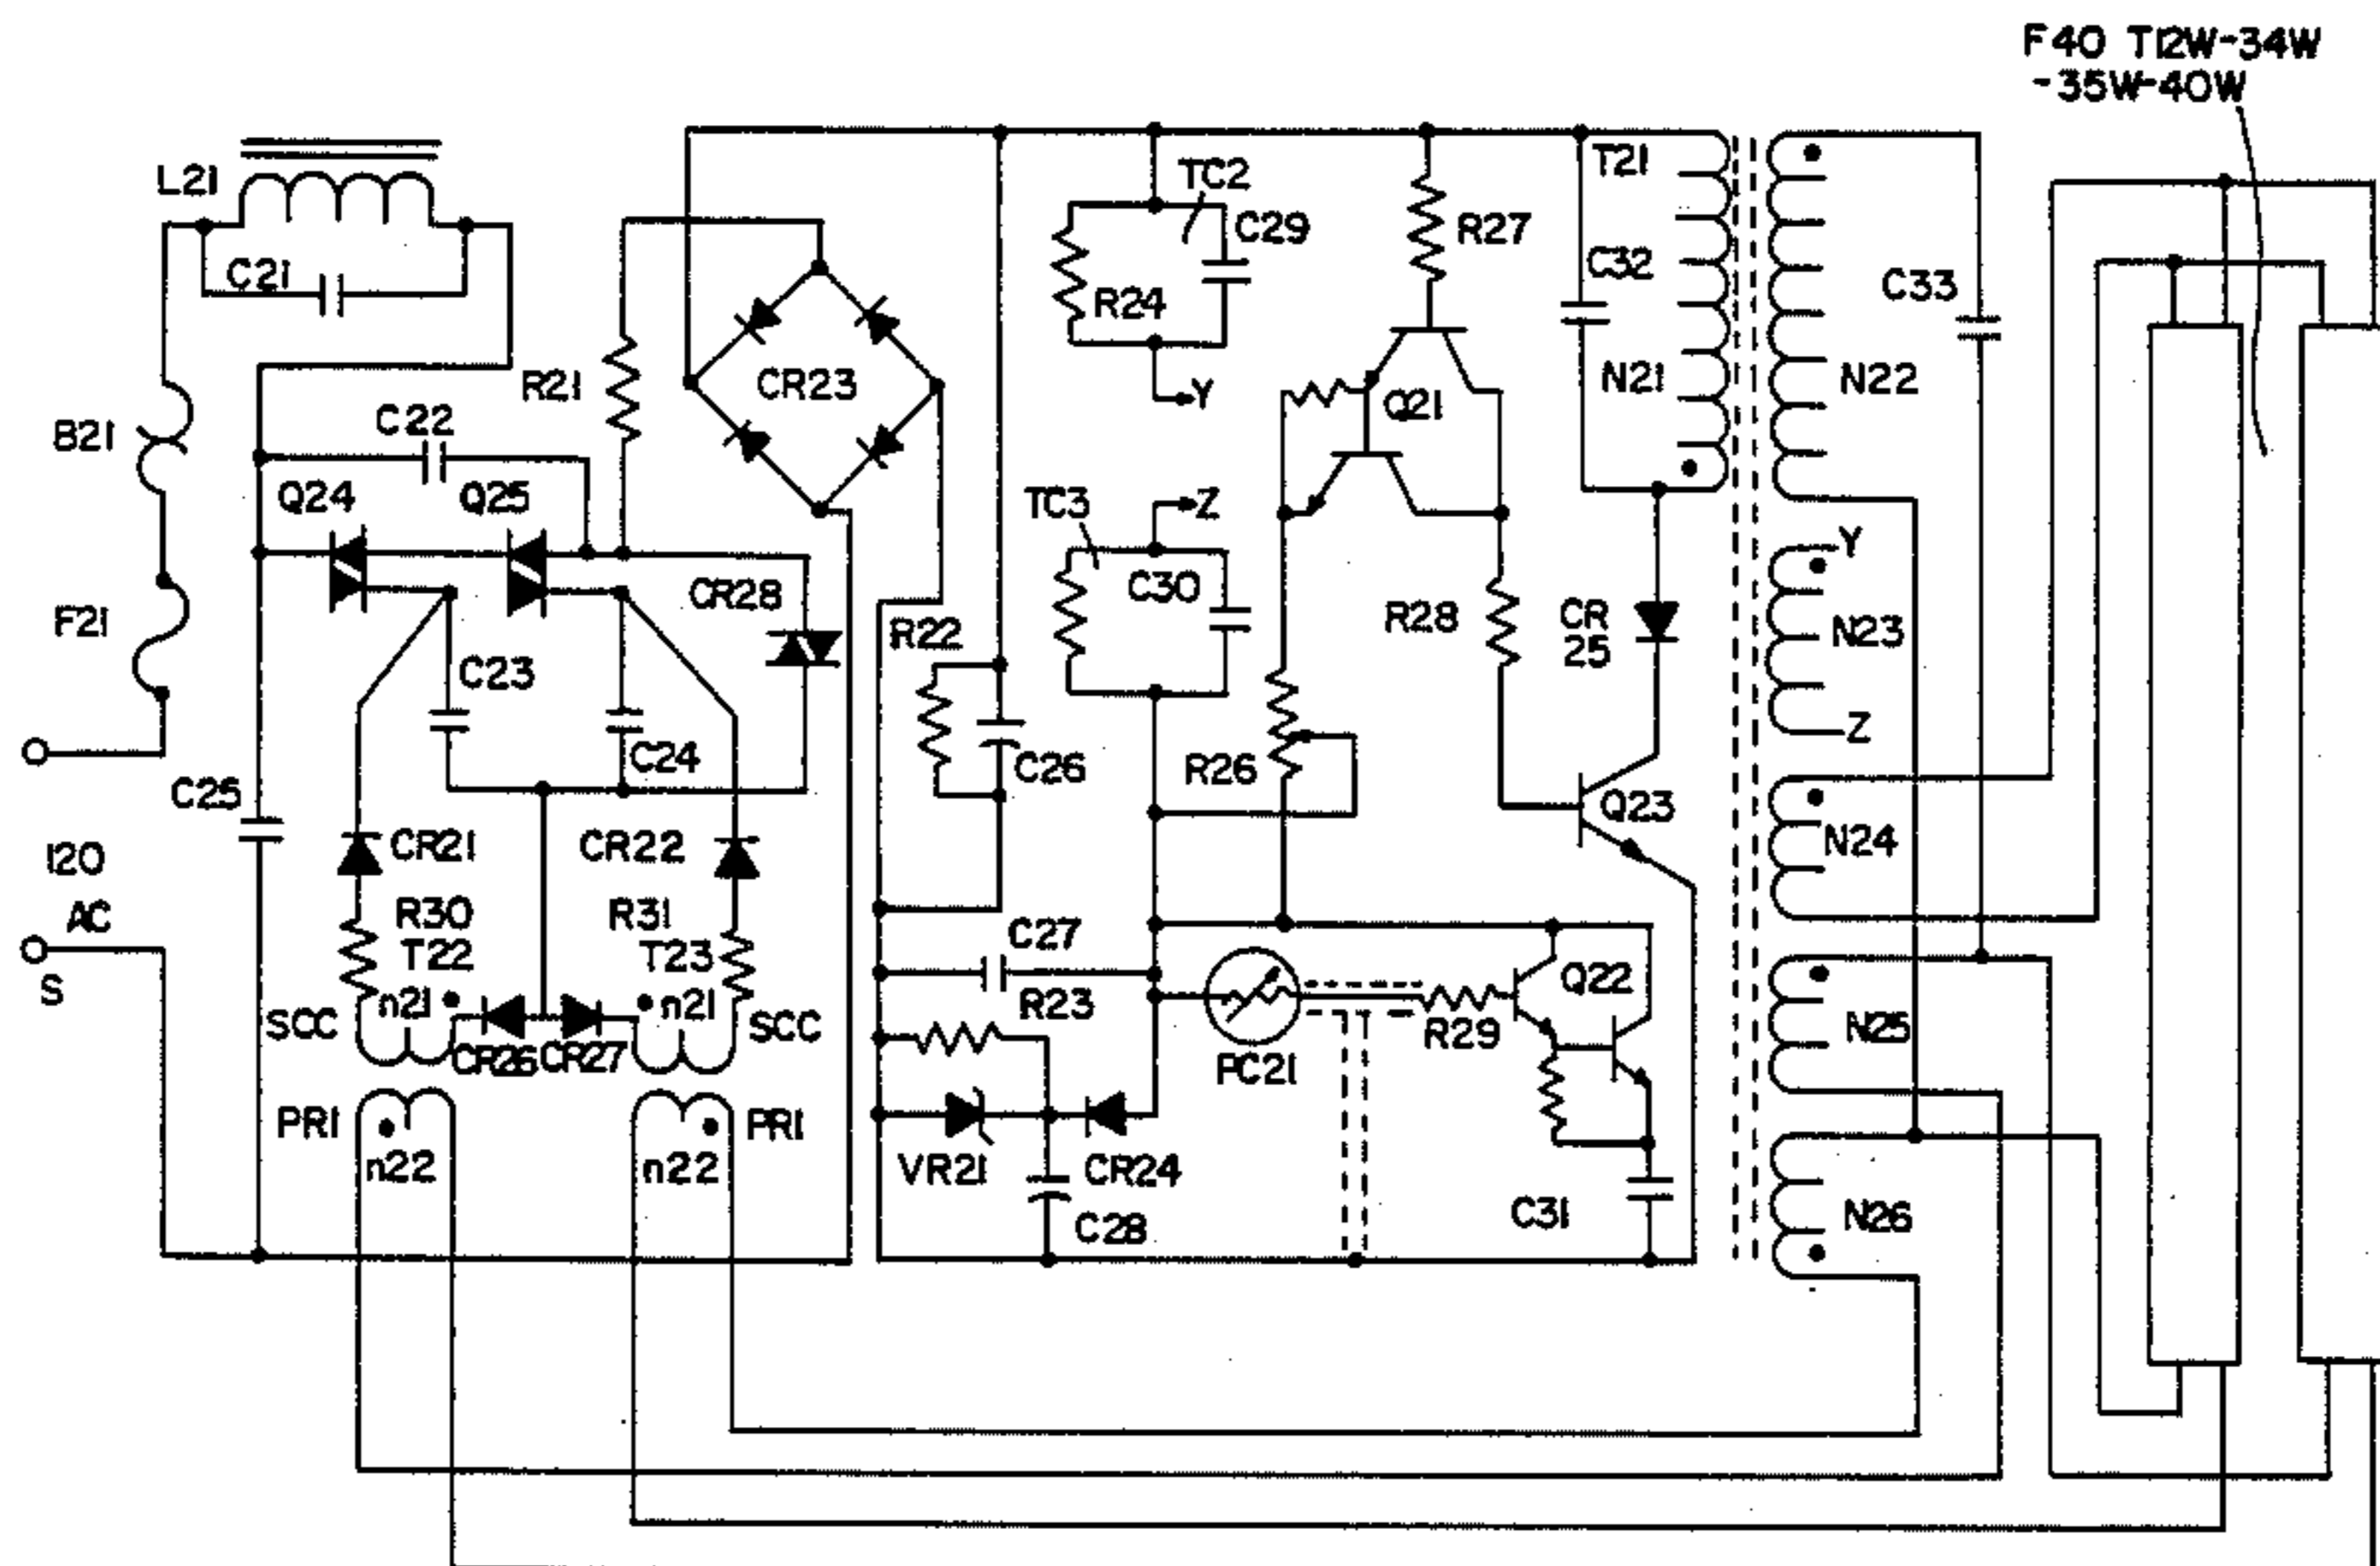 F40 T12W-34W
-35W-40W
L21
TC2
T21
C29
R27
C21
R24
C32
C33
R21
CR23
N21
N22
Y
Q21
B21
C22
Q24
Q25
TC3
Z
Y
C30
CR28
R22
R28
CR
25
N23
F21
C23
C24
C26
R26
Z
C25
Q23
120
AC
S
CR21
CR22
N24
R30
R31
C27
T22
T23
R23
Q22
n21
n21
SCC
SCC
R29
N25
CR26
CR27
PC21
PRI
PRI
n22
n22
VR21
CR24
C28
C31
N26